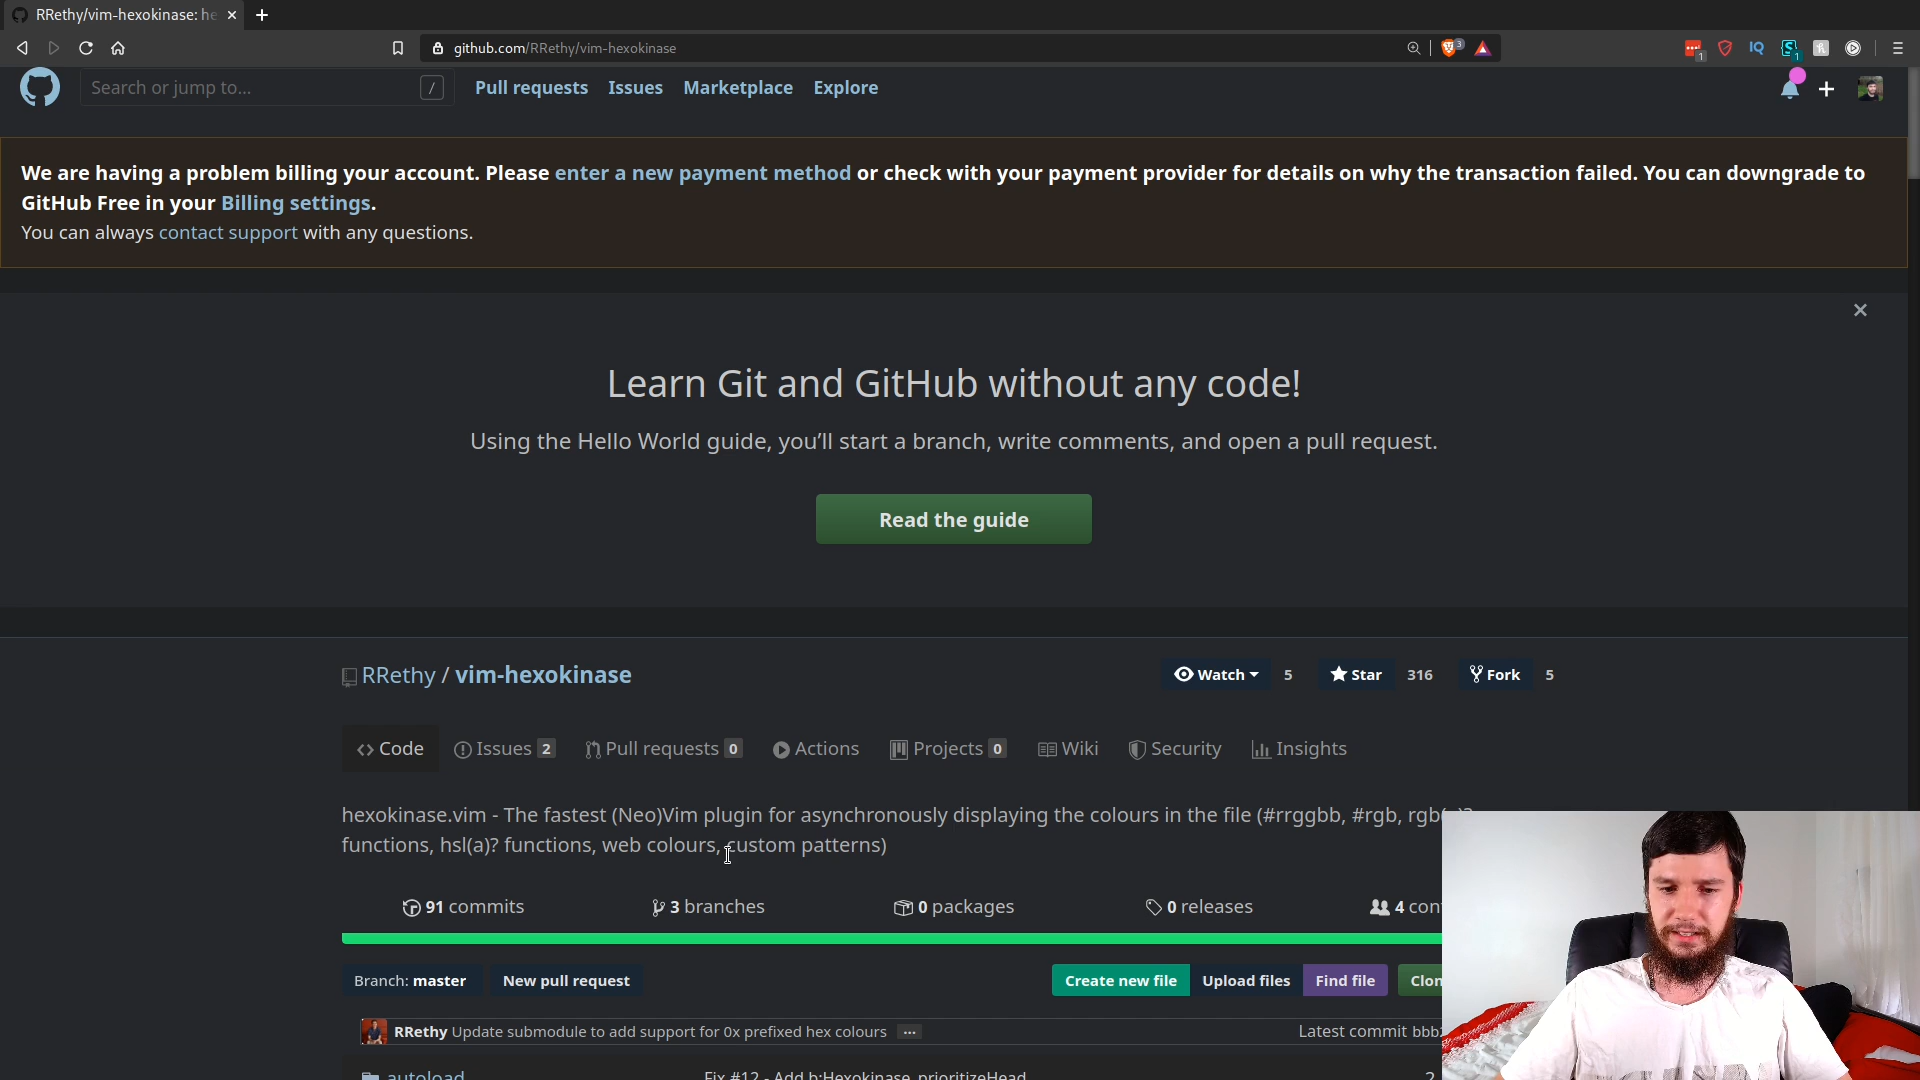 RRethy/vim-hexokinase: he
github.com/RRethy/vim-hexokinase
3
IQ
1
1
Search or jump to...
/
Pull requests
Issues
Marketplace
Explore
We are having a problem billing your account. Please enter a new payment method or check with your payment provider for details on why the transaction failed. You can downgrade to
GitHub Free in your Billing settings.
You can always contact support with any questions.
Learn Git and GitHub without any code!
Using the Hello World guide, you’ll start a branch, write comments, and open a pull request.
Read the guide
RRethy / vim-hexokinase
Watch
5
Star
316
Fork
5
Code
Issues 2
Pull requests 0
Actions
Projects 0
Wiki
Security
Insights
hexokinase.vim - The fastest (Neo)Vim plugin for asynchronously displaying the colours in the file (#rrggbb, #rgb,
functions, hsl(a)? functions, web colours, custom patterns)
91 commits
3 branches
0 packages
0 releases
4
Branch: master
New pull request
Create new file
Upload files
Find file
RRethy Update submodule to add support for 0x prefixed hex colours
Latest commit
autoload
Fix #12 - Add b:Hexokinase_prioritizeHead